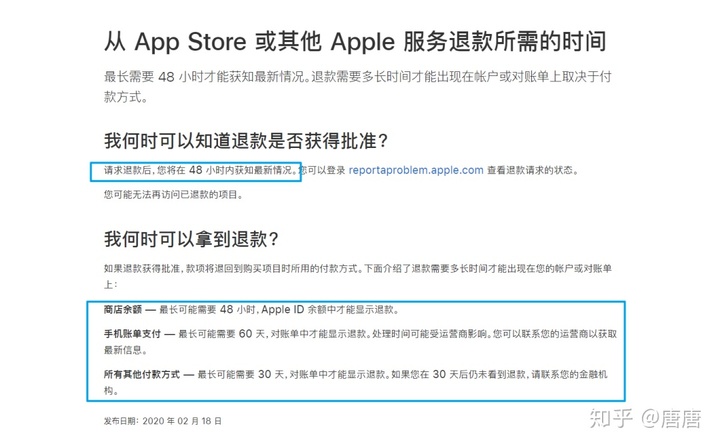 从 App Store 或其他 Apple 服务退款所需的时间
最长需要 48 小时才能获知最新情况。退款需要多长时间才能出现在帐户或对账单上取决于付
款方式。
我何时可以知道退款是否获得批准?
请求退款后,您将在 48 小时内获知最新情况。您可以登录 reportaproblem.apple.com 查看退款请求的状态。
您可能无法再访问已退款的项目。
我何时可以拿到退款?
如果退款获得批准,款项将退回到购买项目时所用的付款方式。下面介绍了退款需要多长时间才能出现在您的帐户或对账单
上:
商店余额 — 最长可能需要 48 小时,Apple ID 余额中才能显示退款。
手机账单支付 — 最长可能需要 60 天,对账单中才能显示退款。处理时间可能受运营商影响。您可以联系您的运营商以获取
最新信息。
所有其他付款方式 — 最长可能需要 30 天,对账单中才能显示退款。如果您在 30 天后仍未看到退款,请联系您的金融机
构。
发布日期:2020 年 02 月 18 日
知乎 @唐唐